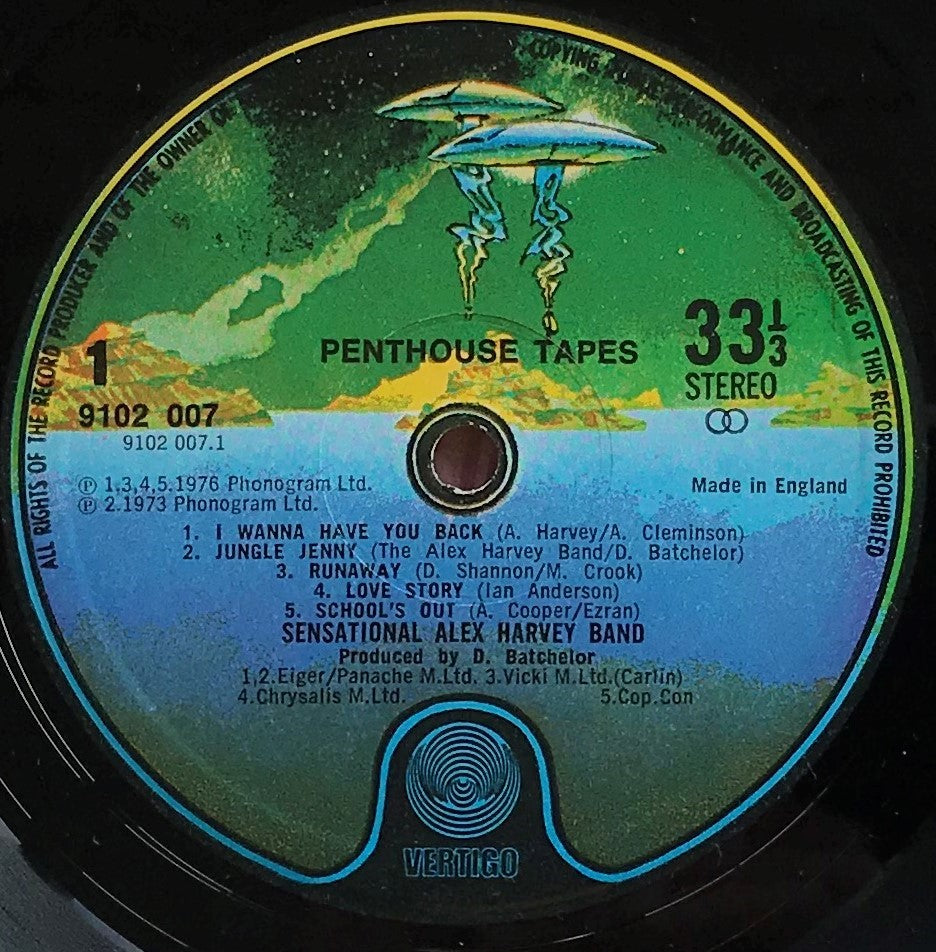 ALL RIGHTS OF THE RECORD PRODUCER AND OF THE OWNER OF
COPYING PERFORMANCE AND BROADCASTING OF THIS RECORD PROHIBITED
PENTHOUSE TAPES
33 1/3
STEREO
1
9102 007
9102 007.1
Ⓟ 1,3,4,5.1976 Phonogram Ltd.
Ⓟ 2.1973 Phonogram Ltd.
Made in England
1. I WANNA HAVE YOU BACK (A. Harvey/A. Cleminson)
2. JUNGLE JENNY (The Alex Harvey Band/D. Batchelor)
3. RUNAWAY (D. Shannon/M. Crook)
4. LOVE STORY (Ian Anderson)
5. SCHOOL'S OUT (A. Cooper/Ezran)
SENSATIONAL ALEX HARVEY BAND
Produced by D. Batchelor
1,2.Eiger/Panache M.Ltd. 3.Vicki M.Ltd.(Carlin)
4.Chrysalis M.Ltd. 5.Cop.Con
VERTIGO